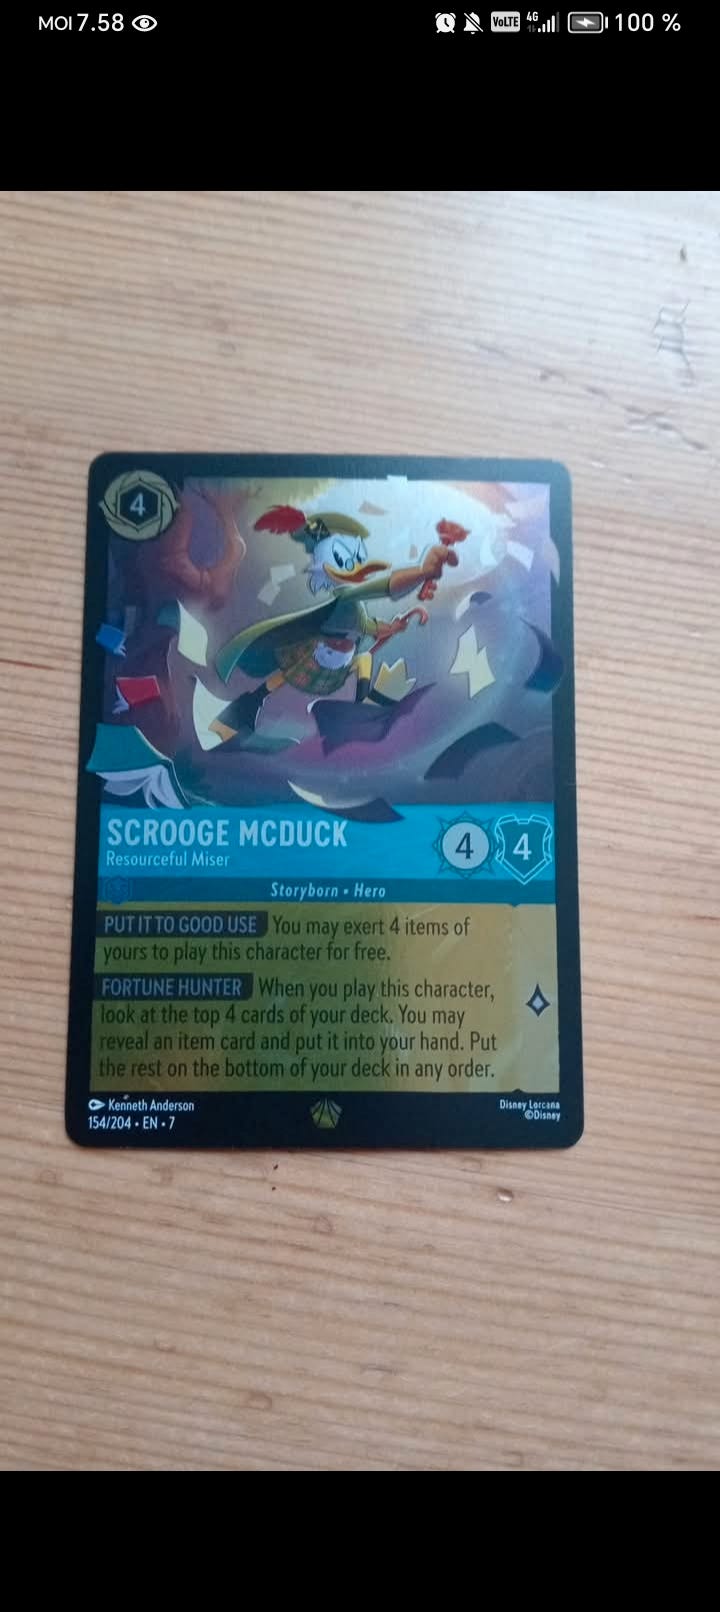 MOI 7.58
VoLTE 4G 100 %
4
SCROOGE MCDUCK
Resourceful Miser
4 4
Storyborn • Hero
PUT IT TO GOOD USE You may exert 4 items of
yours to play this character for free.
FORTUNE HUNTER When you play this character,
look at the top 4 cards of your deck. You may
reveal an item card and put it into your hand. Put
the rest on the bottom of your deck in any order.
Kenneth Anderson
154/204 • EN • 7
Disney Lorcana
©Disney